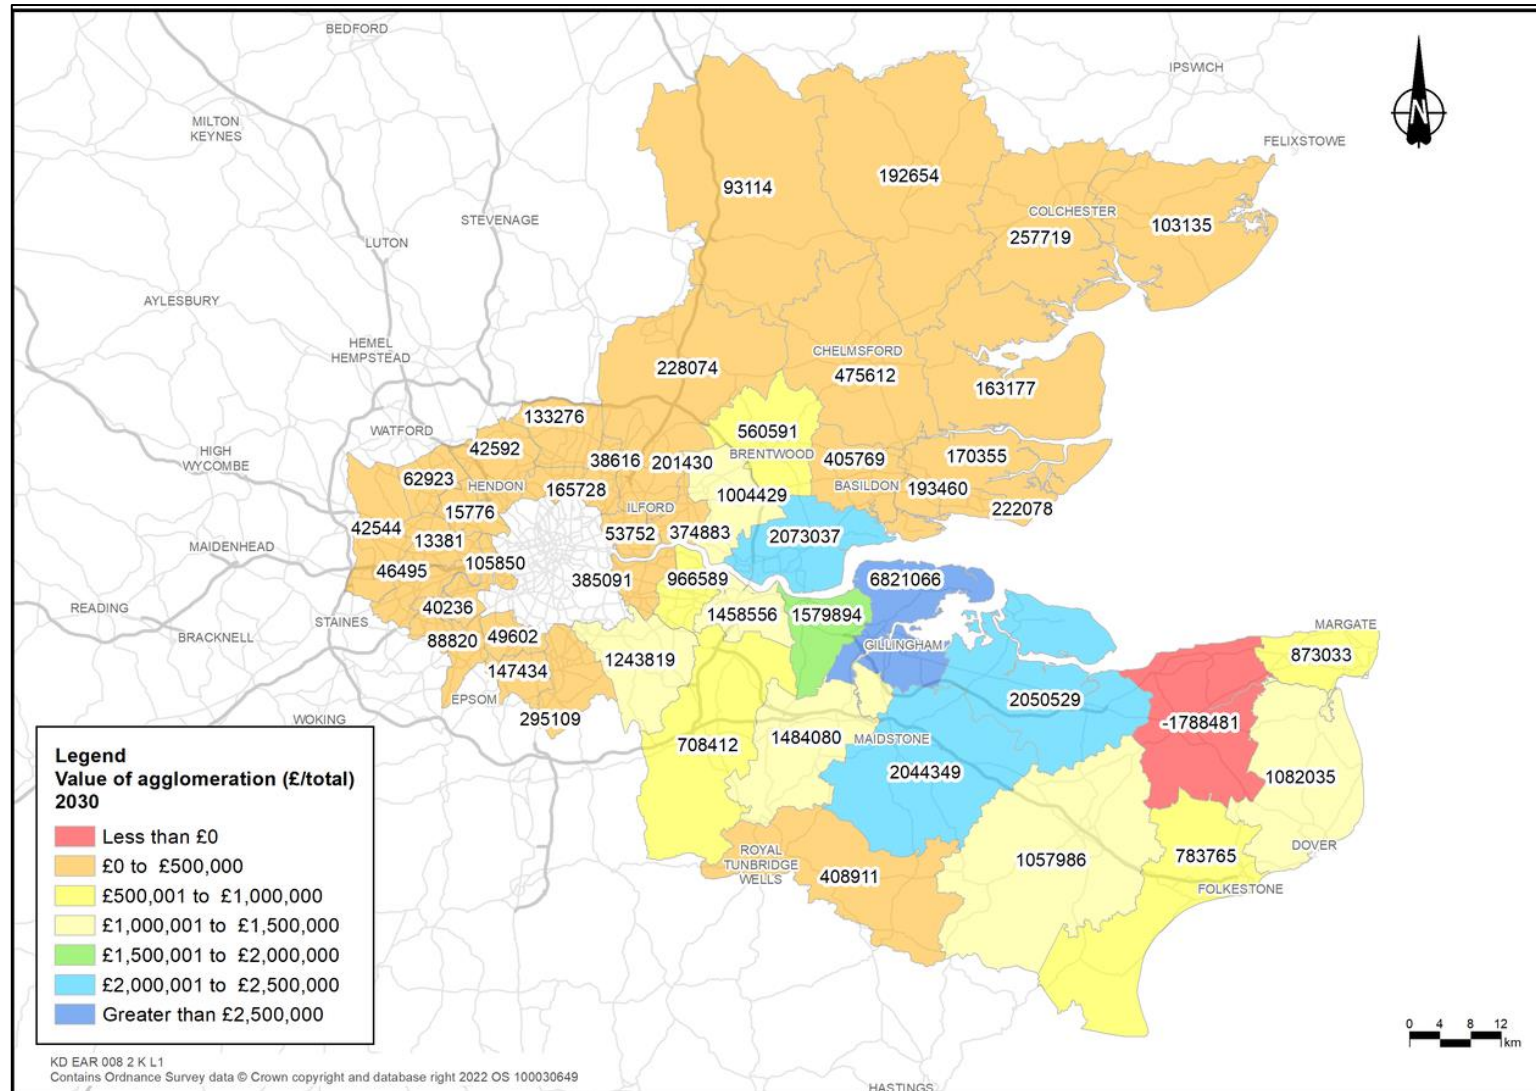 BEDFORD
IPSWICH
N
MILTON
KEYNES
FELIXSTOWE
192654
93114
COLCHESTER
STEVENAGE
103135
257719
LUTON
AYLESBURY
HEMEL
HEMPSTEAD
CHELMSFORD
228074
475612
163177
133276
WATFORD
560591
42592
HIGH
WYCOMBE
BRENTWOOD
38616
201430
405769
170355
62923
HENDON
165728
BASILDON
193460
1004429
ILFORD
222078
15776
42544
53752
374883
2073037
13381
MAIDENHEAD
105850
46495
385091
966589
6821066
READING
40236
1458556
1579894
STAINES
MARGATE
BRACKNELL
88820
49602
GILLINGHAM
1243819
873033
147434
EPSOM
2050529
WOKING
295109
-1788481
708412
1484080
MAIDSTONE
2044349
1082035
DOVER
ROYAL
TUNBRIDGE
WELLS
1057986
783765
408911
FOLKESTONE
HASTINGS
Legend
Value of agglomeration (£/total)
2030
Less than £0
£0 to £500,000
£500,001 to £1,000,000
£1,000,001 to £1,500,000
£1,500,001 to £2,000,000
£2,000,001 to £2,500,000
Greater than £2,500,000
0 4 8 12
km
KD EAR 008 2 K L1
Contains Ordnance Survey data © Crown copyright and database right 2022 OS 100030649